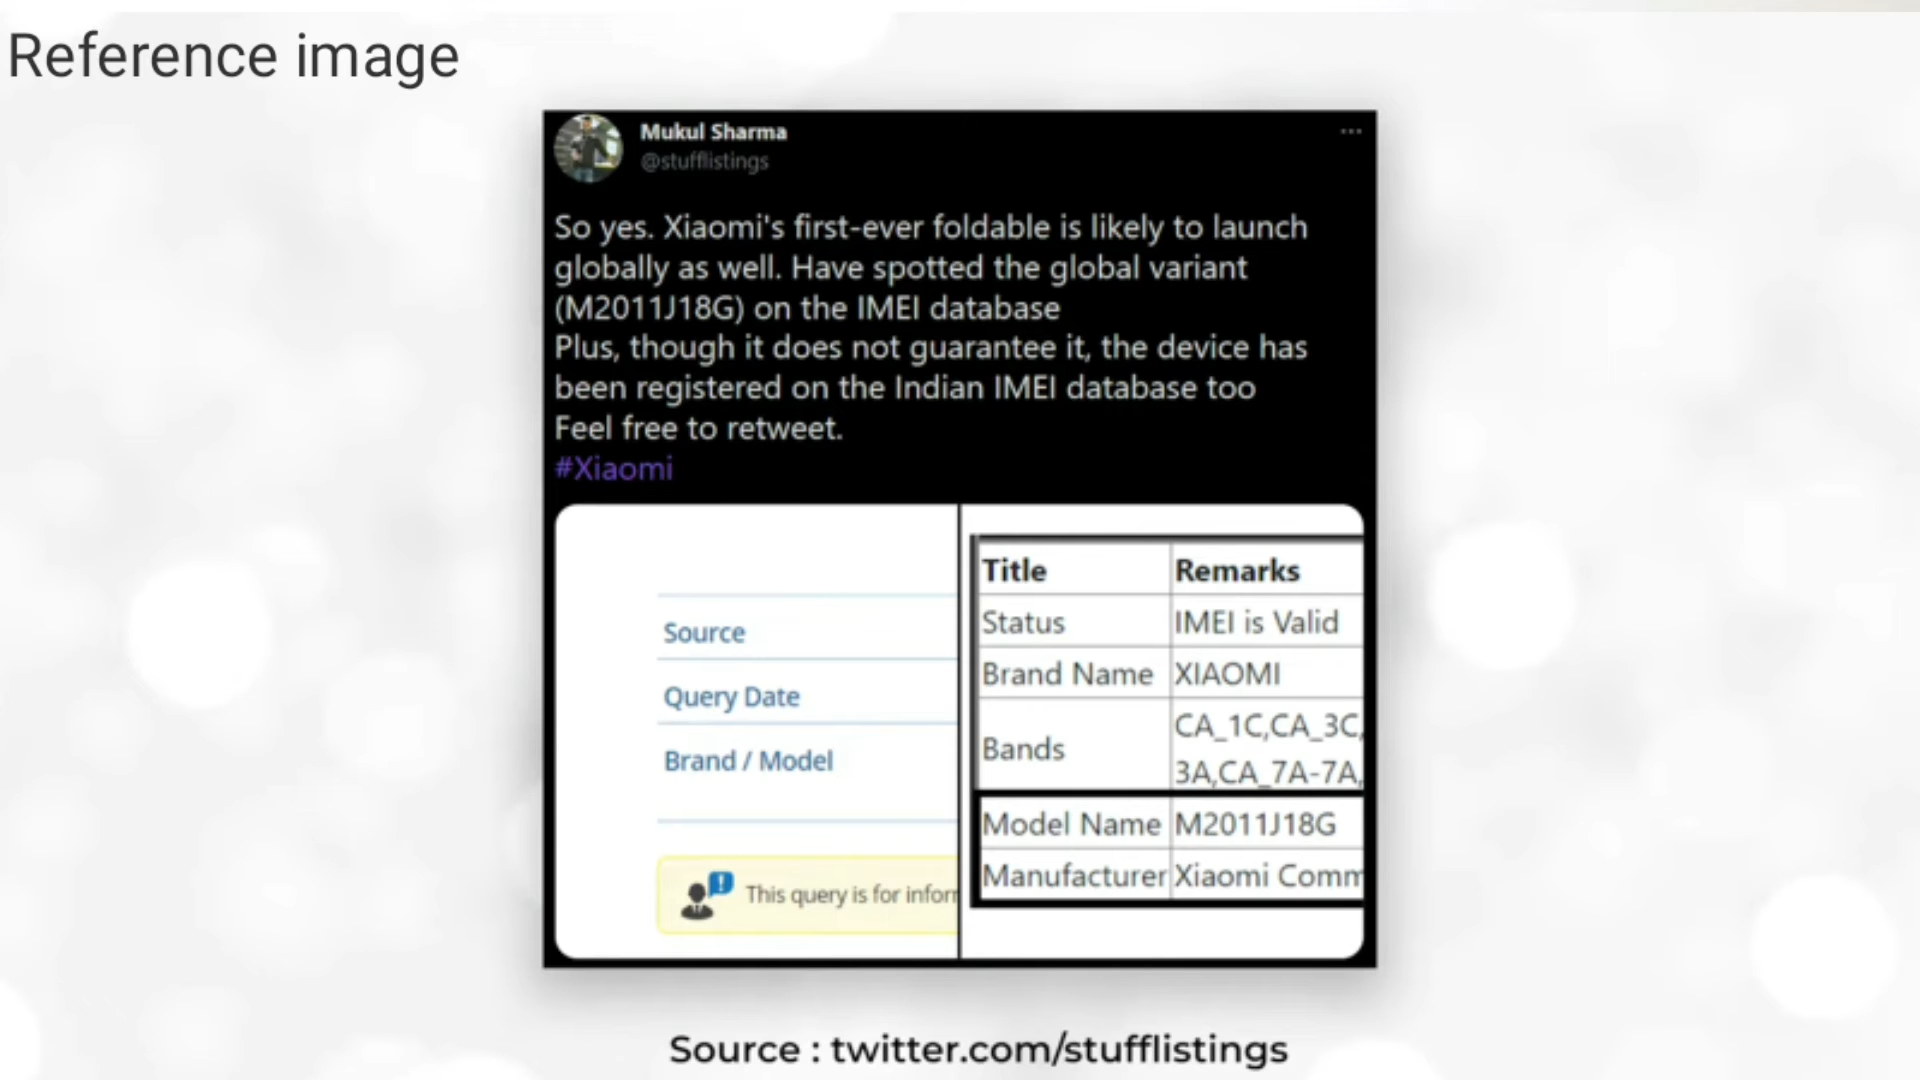 Reference image
Mukul Sharma
@stufflistings
So yes. Xiaomi's first-ever foldable is likely to launch
globally as well. Have spotted the global variant
(M2011J18G) on the IMEI database
Plus, though it does not guarantee it, the device has
been registered on the Indian IMEI database too
Feel free to retweet.
#Xiaomi
Source
Query Date
Brand / Model
This query is for infor
Title Remarks
Status IMEI is Valid
Brand Name XIAOMI
Bands CA_1C,CA_3C,
3A,CA_7A-7A,
Model Name M2011J18G
Manufacturer Xiaomi Comm
Source : twitter.com/stufflistings